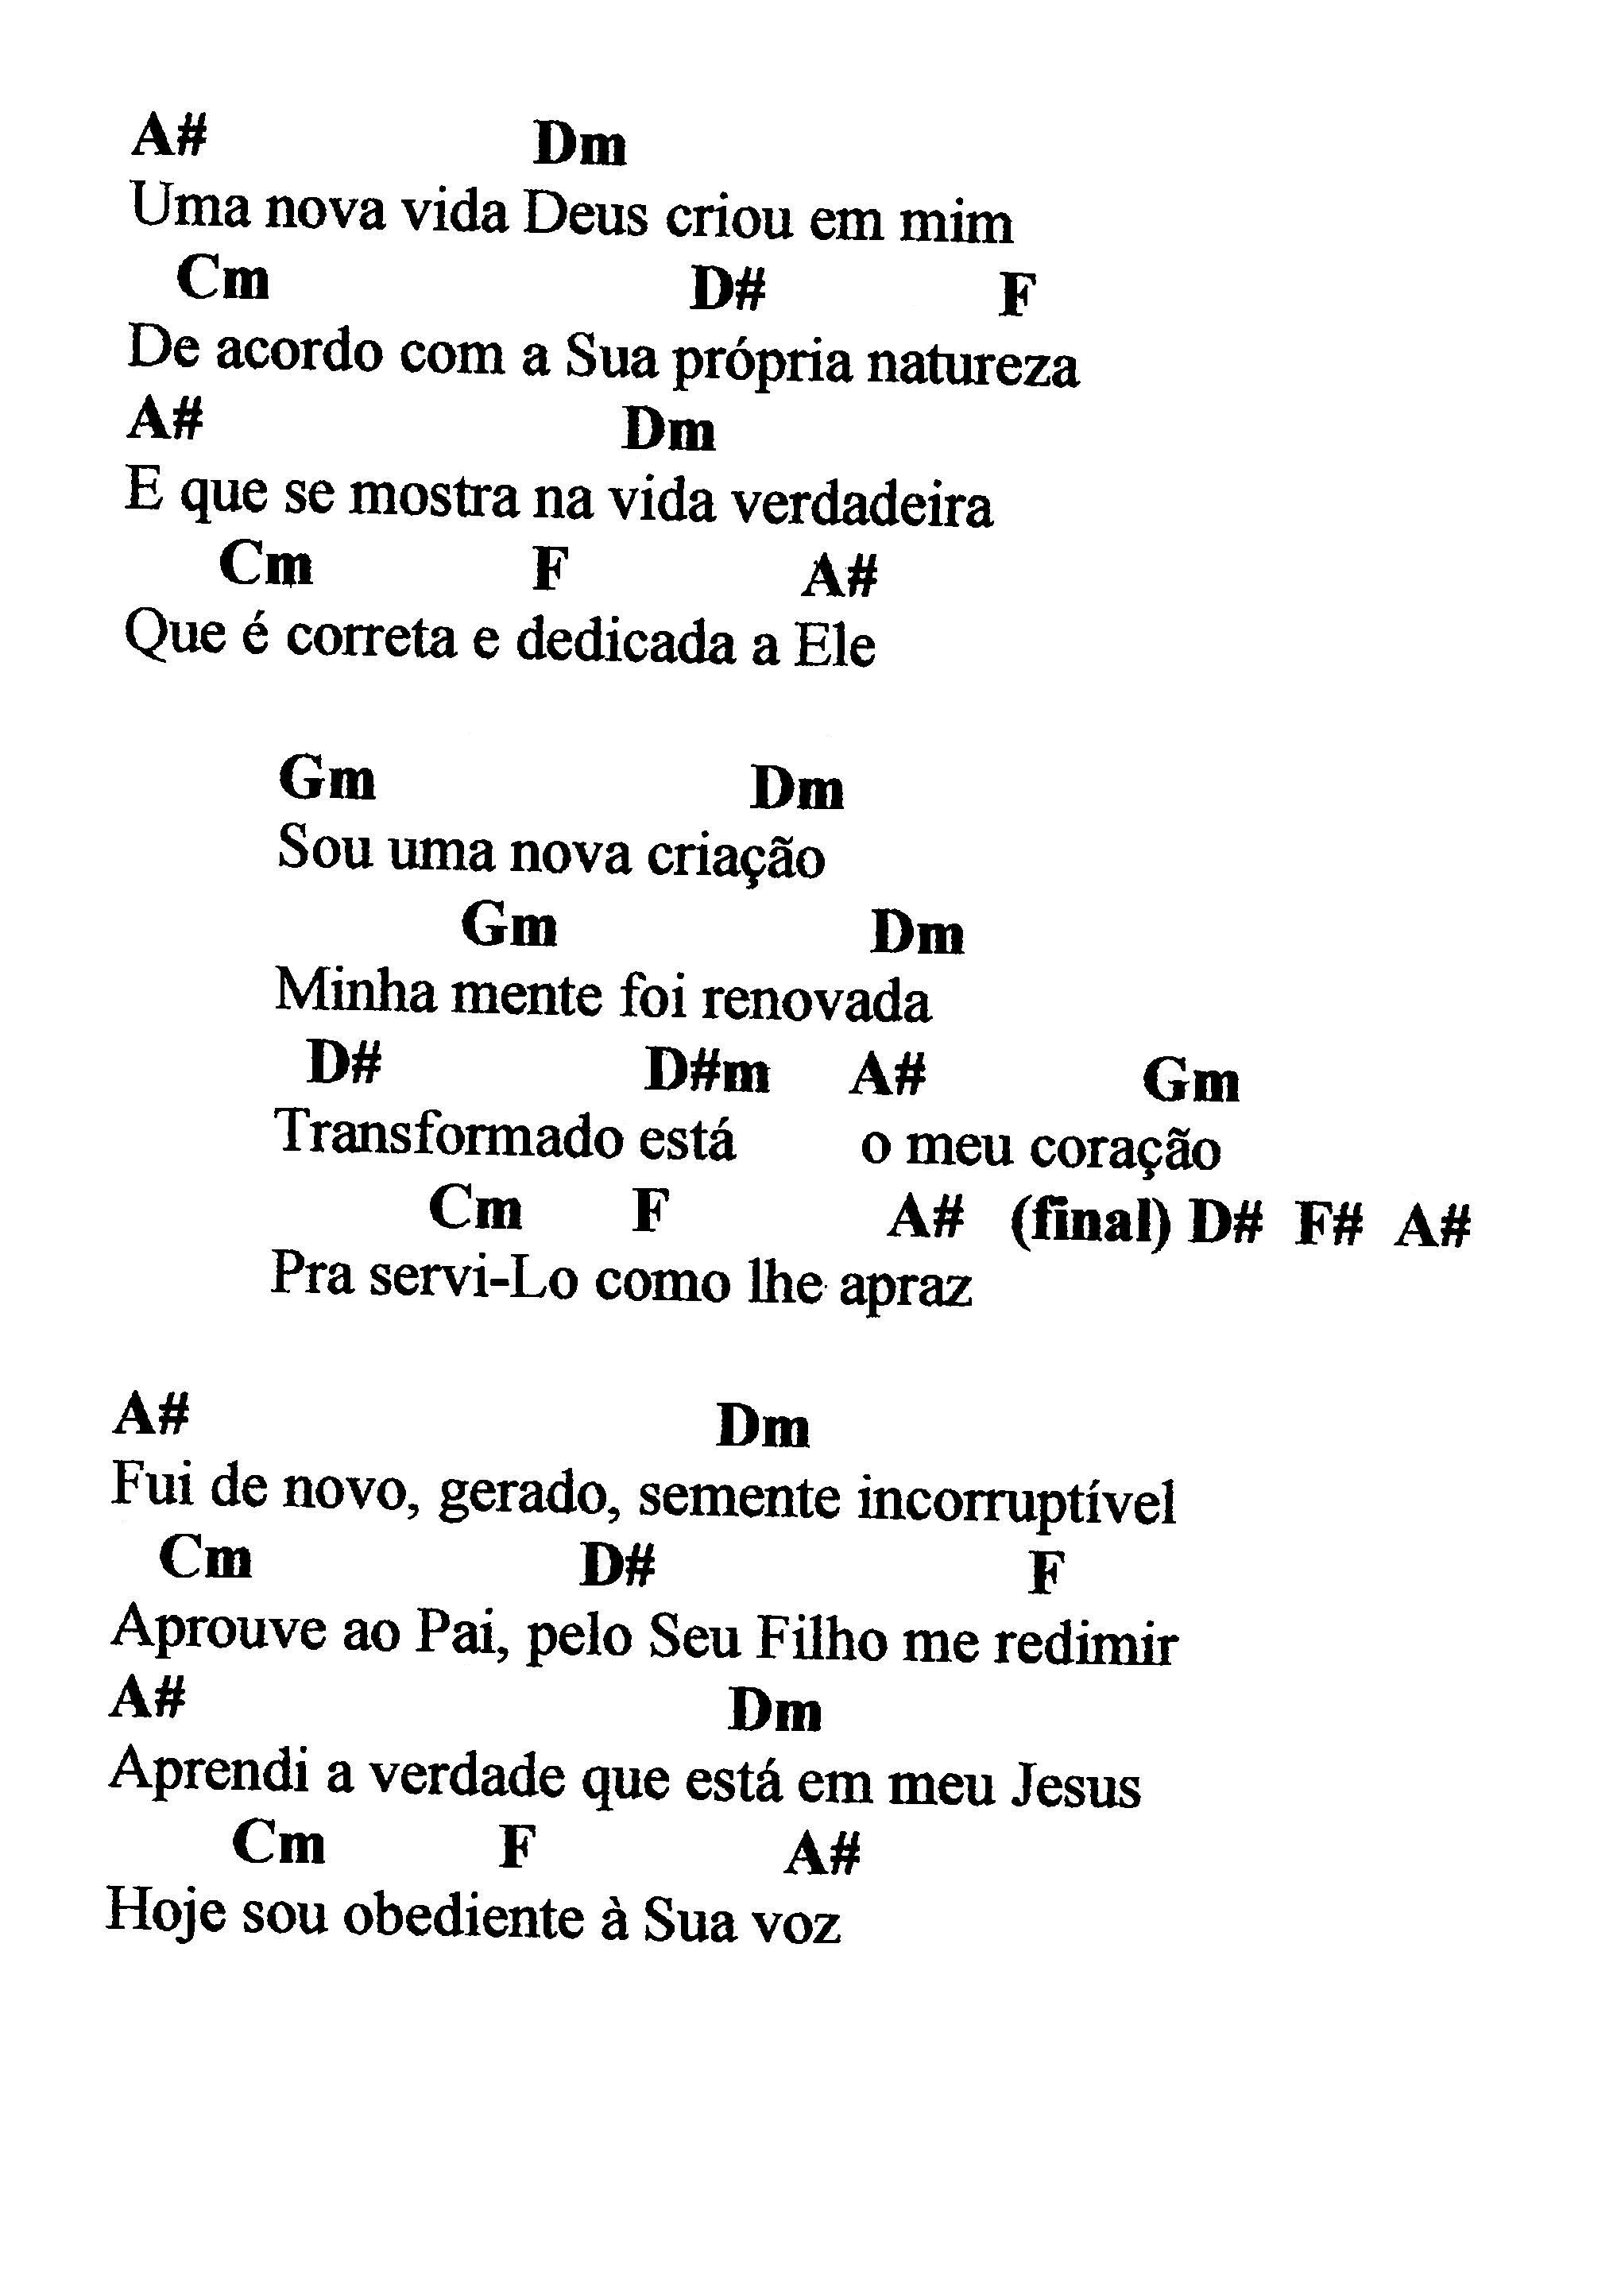 A# Dm
Uma nova vida Deus criou em mim
Cm D# F
De acordo com a Sua própria natureza
A# Dm
E que se mostra na vida verdadeira
Cm F A#
Que é correta e dedicada a Ele
Gm Dm
Sou uma nova criação
Gm Dm
Minha mente foi renovada
D# D#m A# Gm
Transformado está o meu coração
Cm F A# (final) D# F# A#
Pra servi-Lo como lhe apraz
A# Dm
Fui de novo, gerado, semente incorruptível
Cm D# F
Aprouve ao Pai, pelo Seu Filho me redimir
A# Dm
Aprendi a verdade que está em meu Jesus
Cm F A#
Hoje sou obediente à Sua voz